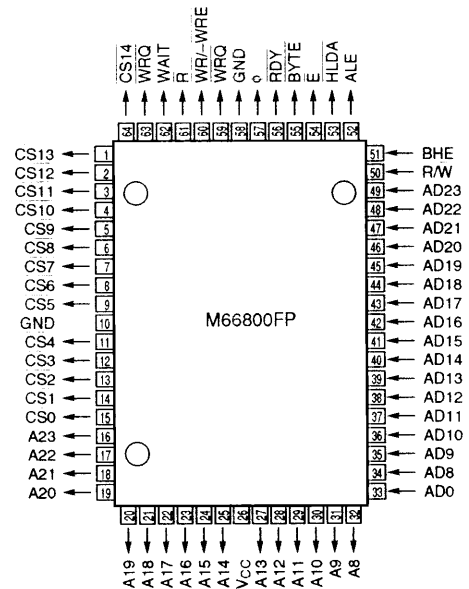 CS14
WRQ
WAIT
R
WR/–WRE
WRQ
GND
RDY
BYTE
E
HLDA
ALE
64 63 62 61 60 59 58 57 56 55 54 53 52
CS13 1
CS12 2
CS11 3
CS10 4
CS9 5
CS8 6
CS7 7
CS6 8
CS5 9
GND 10
CS4 11
CS3 12
CS2 13
CS1 14
CS0 15
A23 16
A22 17
A21 18
A20 19
M66800FP
51 BHE
50 R/W
49 AD23
48 AD22
47 AD21
46 AD20
45 AD19
44 AD18
43 AD17
42 AD16
41 AD15
40 AD14
39 AD13
38 AD12
37 AD11
36 AD10
35 AD9
34 AD8
33 AD0
20 21 22 23 24 25 26 27 28 29 30 31 32
A19
A18
A17
A16
A15
A14
VCC
A13
A12
A11
A10
A9
A8